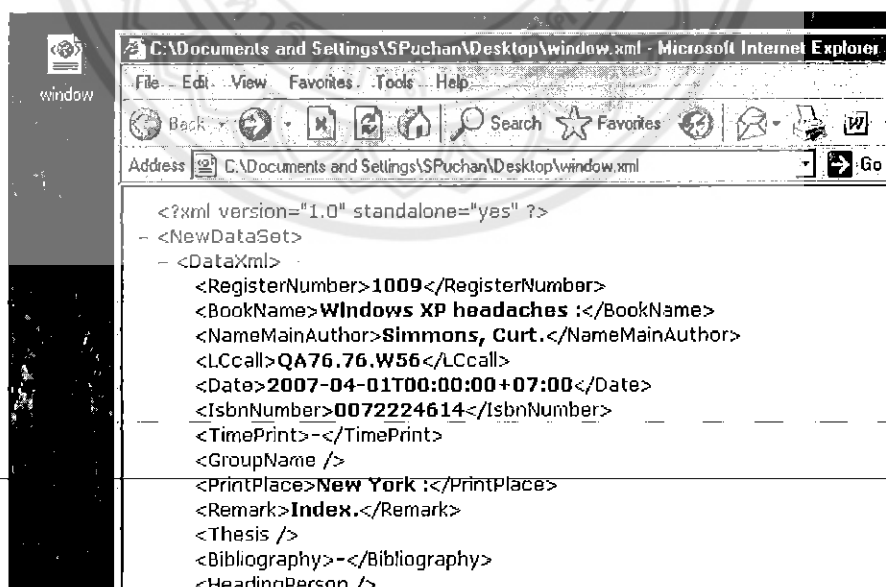 window
C:\Documents and Settings\SPuchan\Desktop\window.xml - Microsoft Internet Explorer
File Edit View Favorites Tools Help
Back Search Favorites
Address C:\Documents and Settings\SPuchan\Desktop\window.xml Go
<?xml version="1.0" standalone="yes" ?>
- <NewDataSet>
- <DataXml>
<RegisterNumber>1009</RegisterNumber>
<BookName>Windows XP headaches :</BookName>
<NameMainAuthor>Simmons, Curt.</NameMainAuthor>
<LCcall>QA76.76.W56</LCcall>
<Date>2007-04-01T00:00:00+07:00</Date>
<IsbnNumber>0072224614</IsbnNumber>
<TimePrint>-</TimePrint>
<GroupName />
<PrintPlace>New York :</PrintPlace>
<Remark>Index.</Remark>
<Thesis />
<Bibliography>-</Bibliography>
<HeadingPerson />